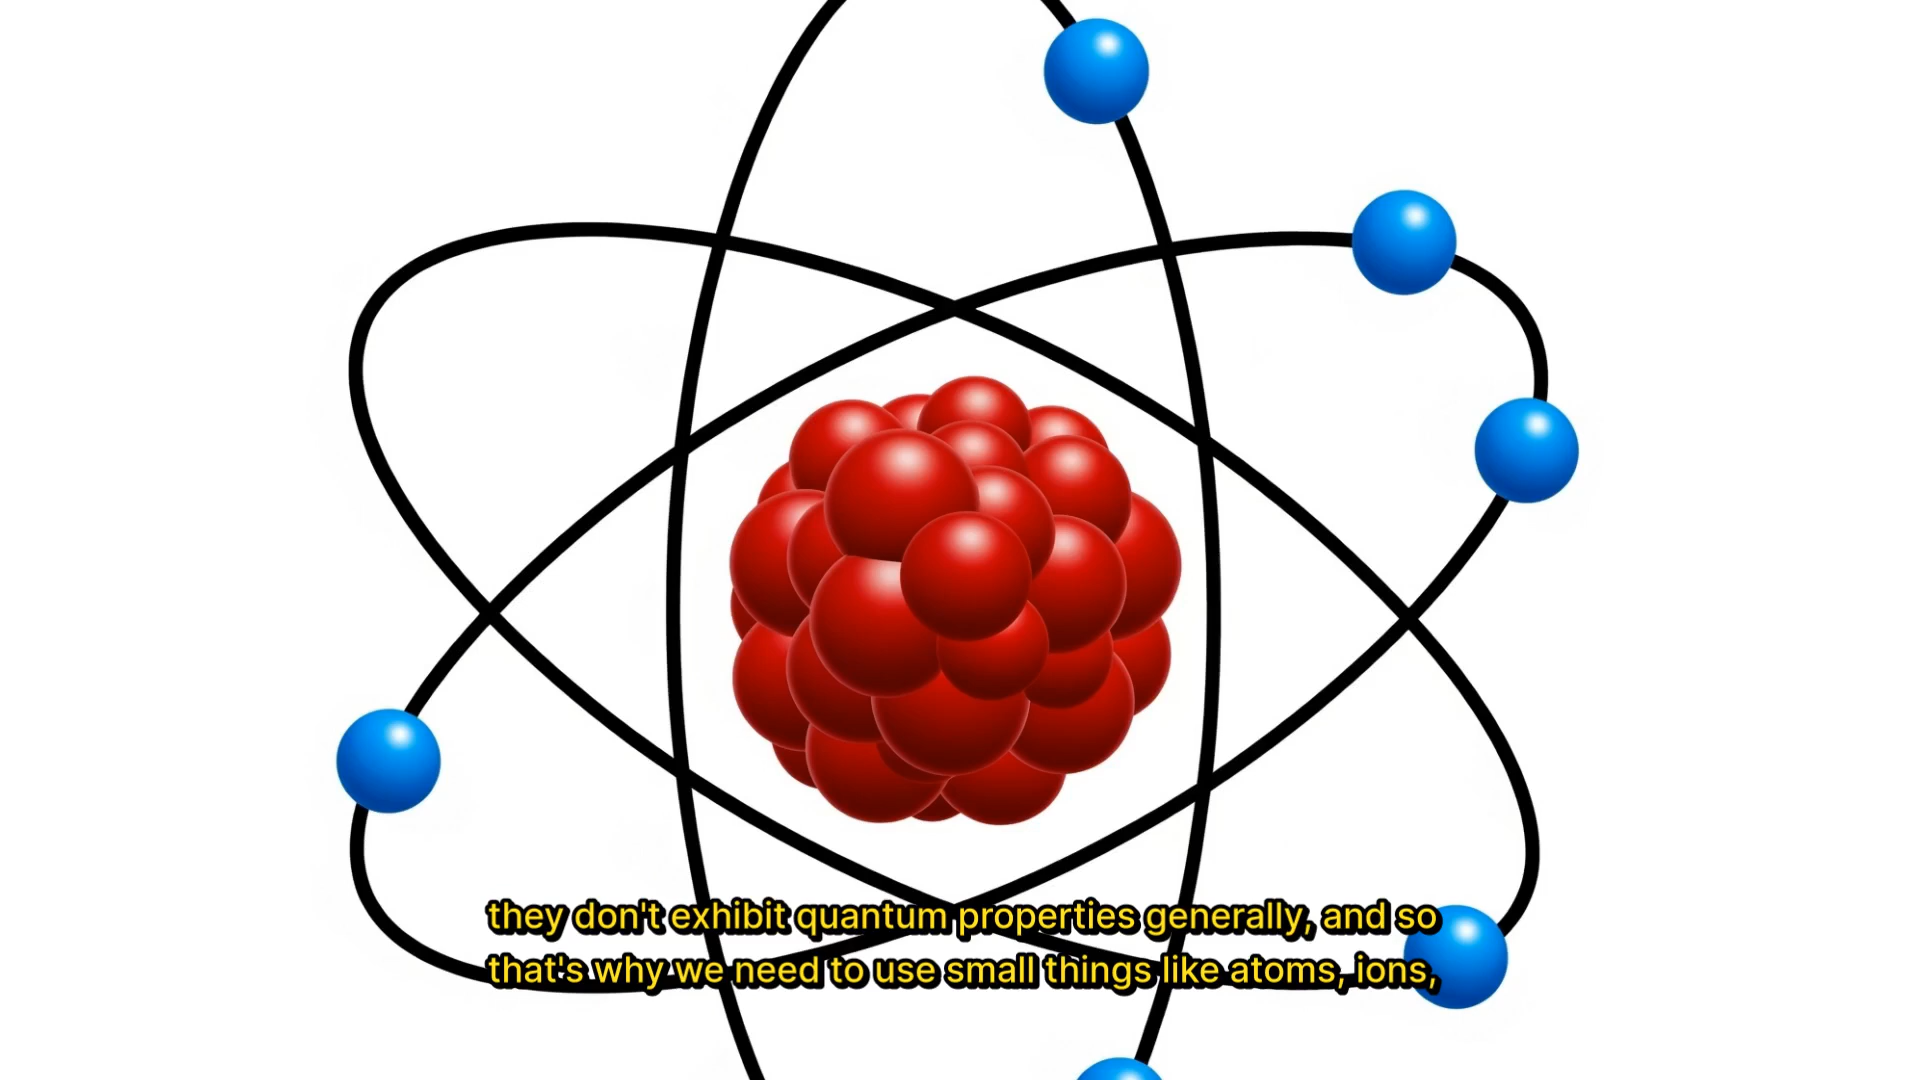 they don't exhibit quantum properties generally, and so
that's why we need to use small things like atoms, ions,